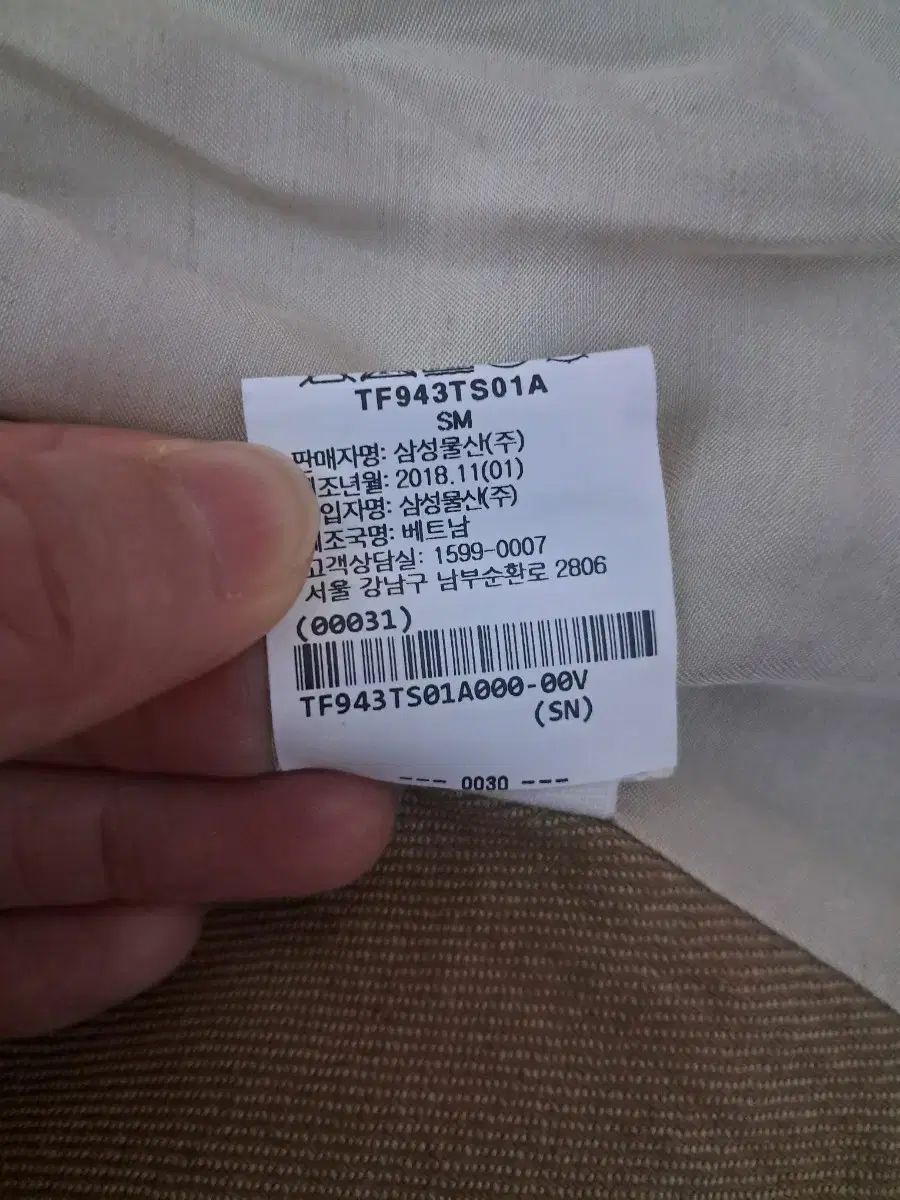 TF943TS01A
SM
판매자명: 삼성물산(주)
제조년월: 2018.11(01)
수입자명: 삼성물산(주)
제조국명: 베트남
고객상담실: 1599-0007
서울 강남구 남부순환로 2806
(00031)
TF943TS01A000-00V
(SN)
--- 0030 ---